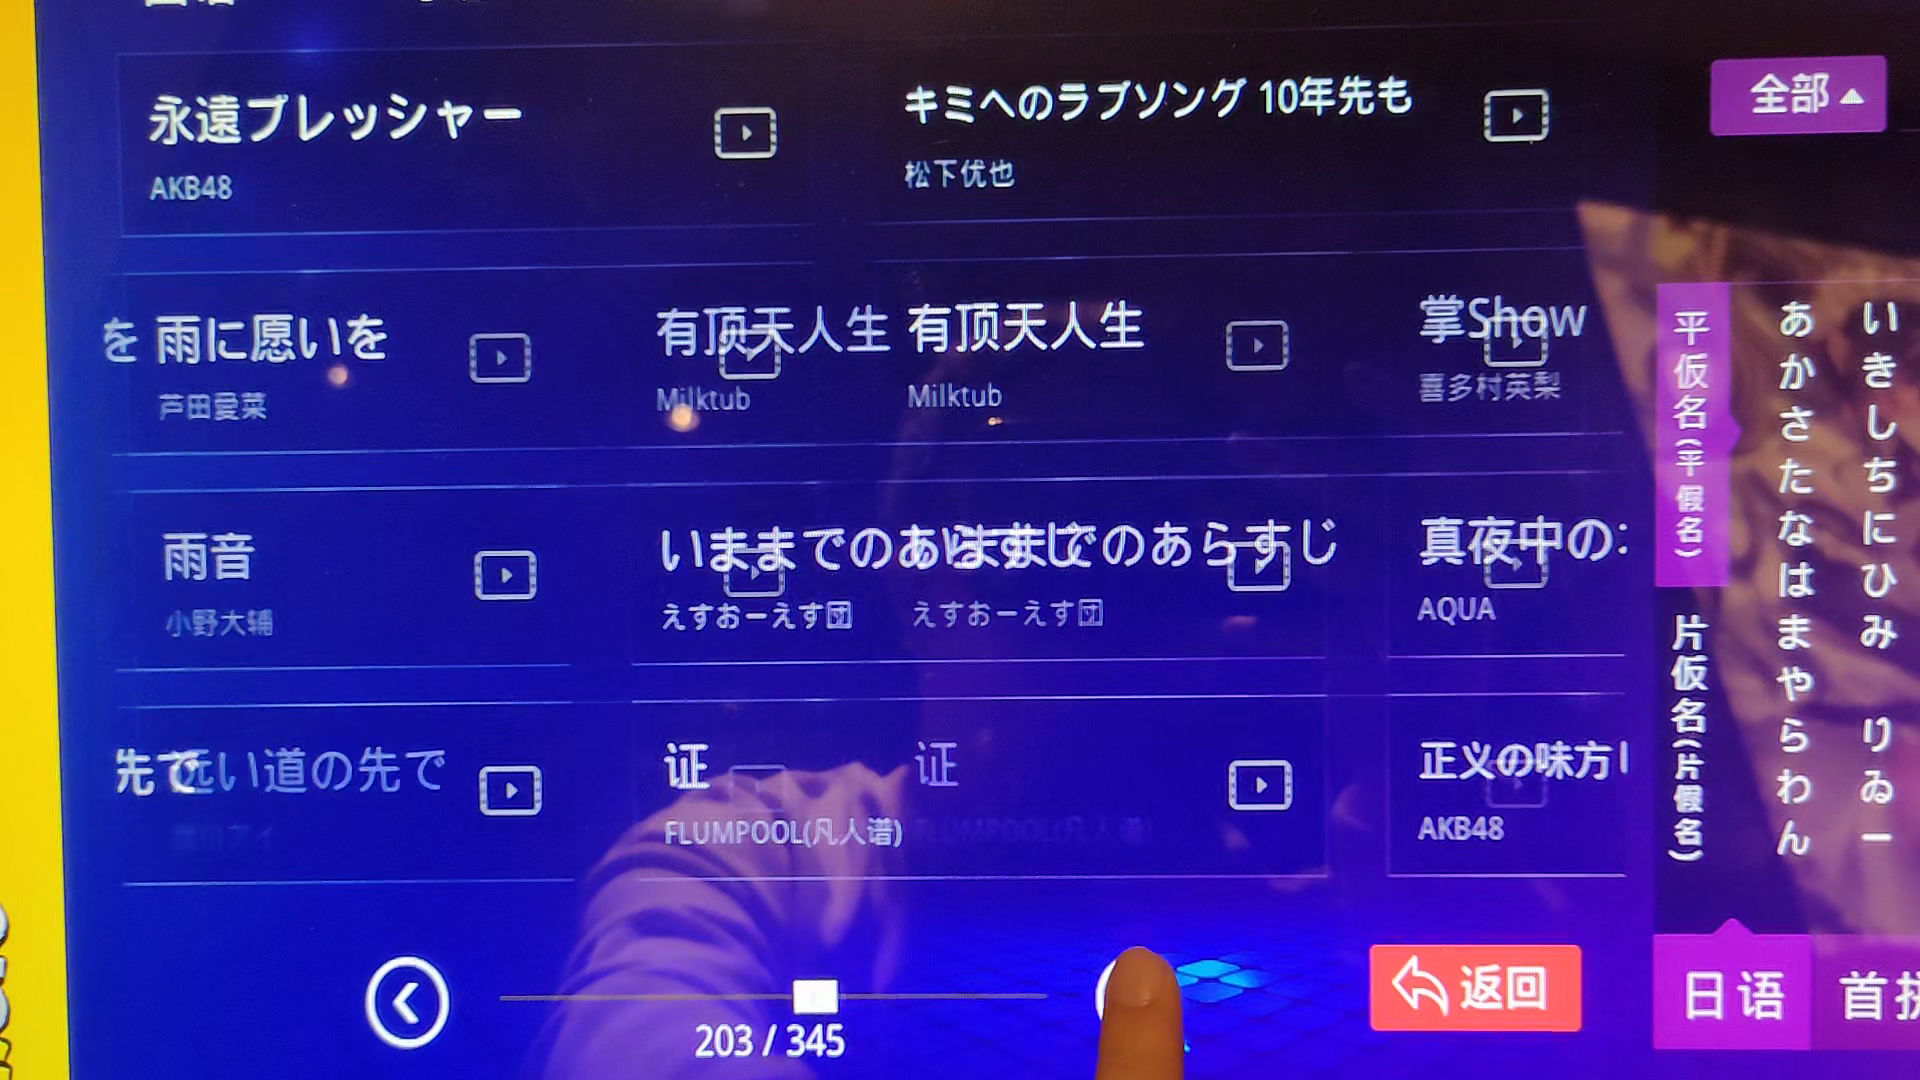 永遠プレッシャー
AKB48
キミへのラブソング 10年先も
松下优也
全部
を 雨に愿いを
芦田愛菜
有顶天人生 有顶天人生
Milktub Milktub
掌Show
喜多村英梨
雨音
小野大辅
いままでのあらすじ いままでのあらすじ
えすおーえす団 えすおーえす団
真夜中の
AQUA
先で 远い道の先で
证 证
FLUMPOOL(凡人谱) FLUMPOOL(凡人谱)
正义の味方
AKB48
平仮名(平假名)
片仮名(片假名)
あかさたなはまやらわん
いきしちにひみ りゐー
203 / 345
返回
日语
首